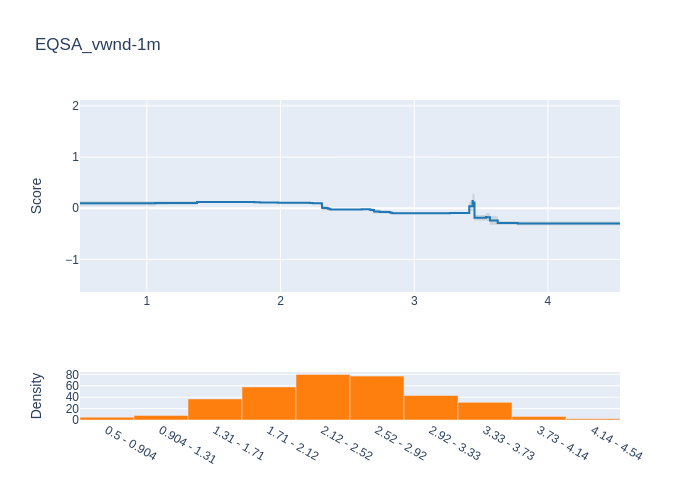 EQSA_vwnd-1m
2
1
0
−1
Score
1 2 3 4
80
60
40
20
0
Density
0.5 - 0.904
0.904 - 1.31
1.31 - 1.71
1.71 - 2.12
2.12 - 2.52
2.52 - 2.92
2.92 - 3.33
3.33 - 3.73
3.73 - 4.14
4.14 - 4.54